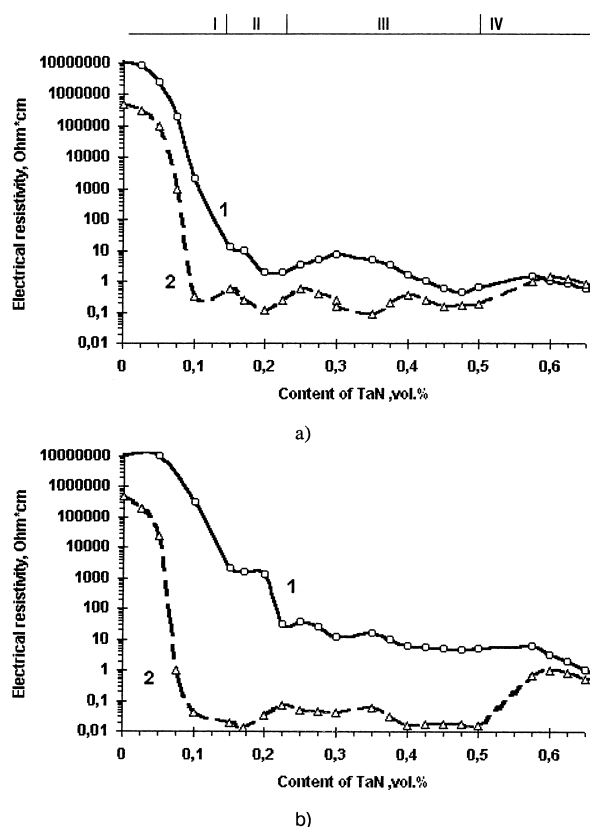 I II III IV
10000000
1000000
100000
10000
1000
100
10
1
0,1
0,01
Electrical resistivity, Ohm*cm
1
2
0 0,1 0,2 0,3 0,4 0,5 0,6
Content of TaN ,vol.%
a)
10000000
1000000
100000
10000
1000
100
10
1
0,1
0,01
Electrical resistivity, Ohm*cm
1
2
0 0,1 0,2 0,3 0,4 0,5 0,6
Content of TaN ,vol.%
b)